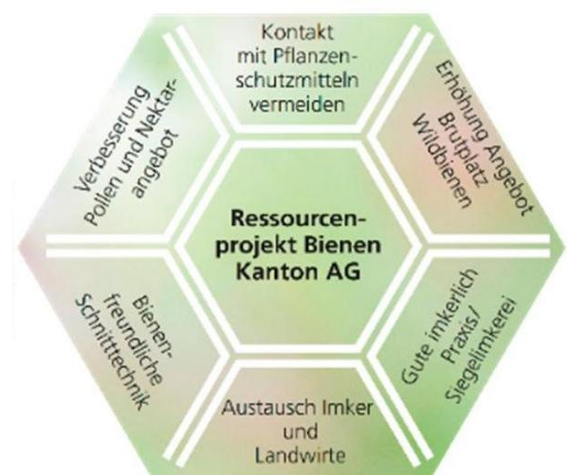 Kontakt
mit Pflanzen-
schutzmitteln
vermeiden
Erhöhung Angebot
Brutplatz
Wildbienen
Gute imkerlich
Praxis/
Siegelimkerei
Austausch Imker
und
Landwirte
Bienen-
freundliche
Schnitttechnik
Verbesserung
Pollen und Nektar-
angebot
Ressourcen-
projekt Bienen
Kanton AG